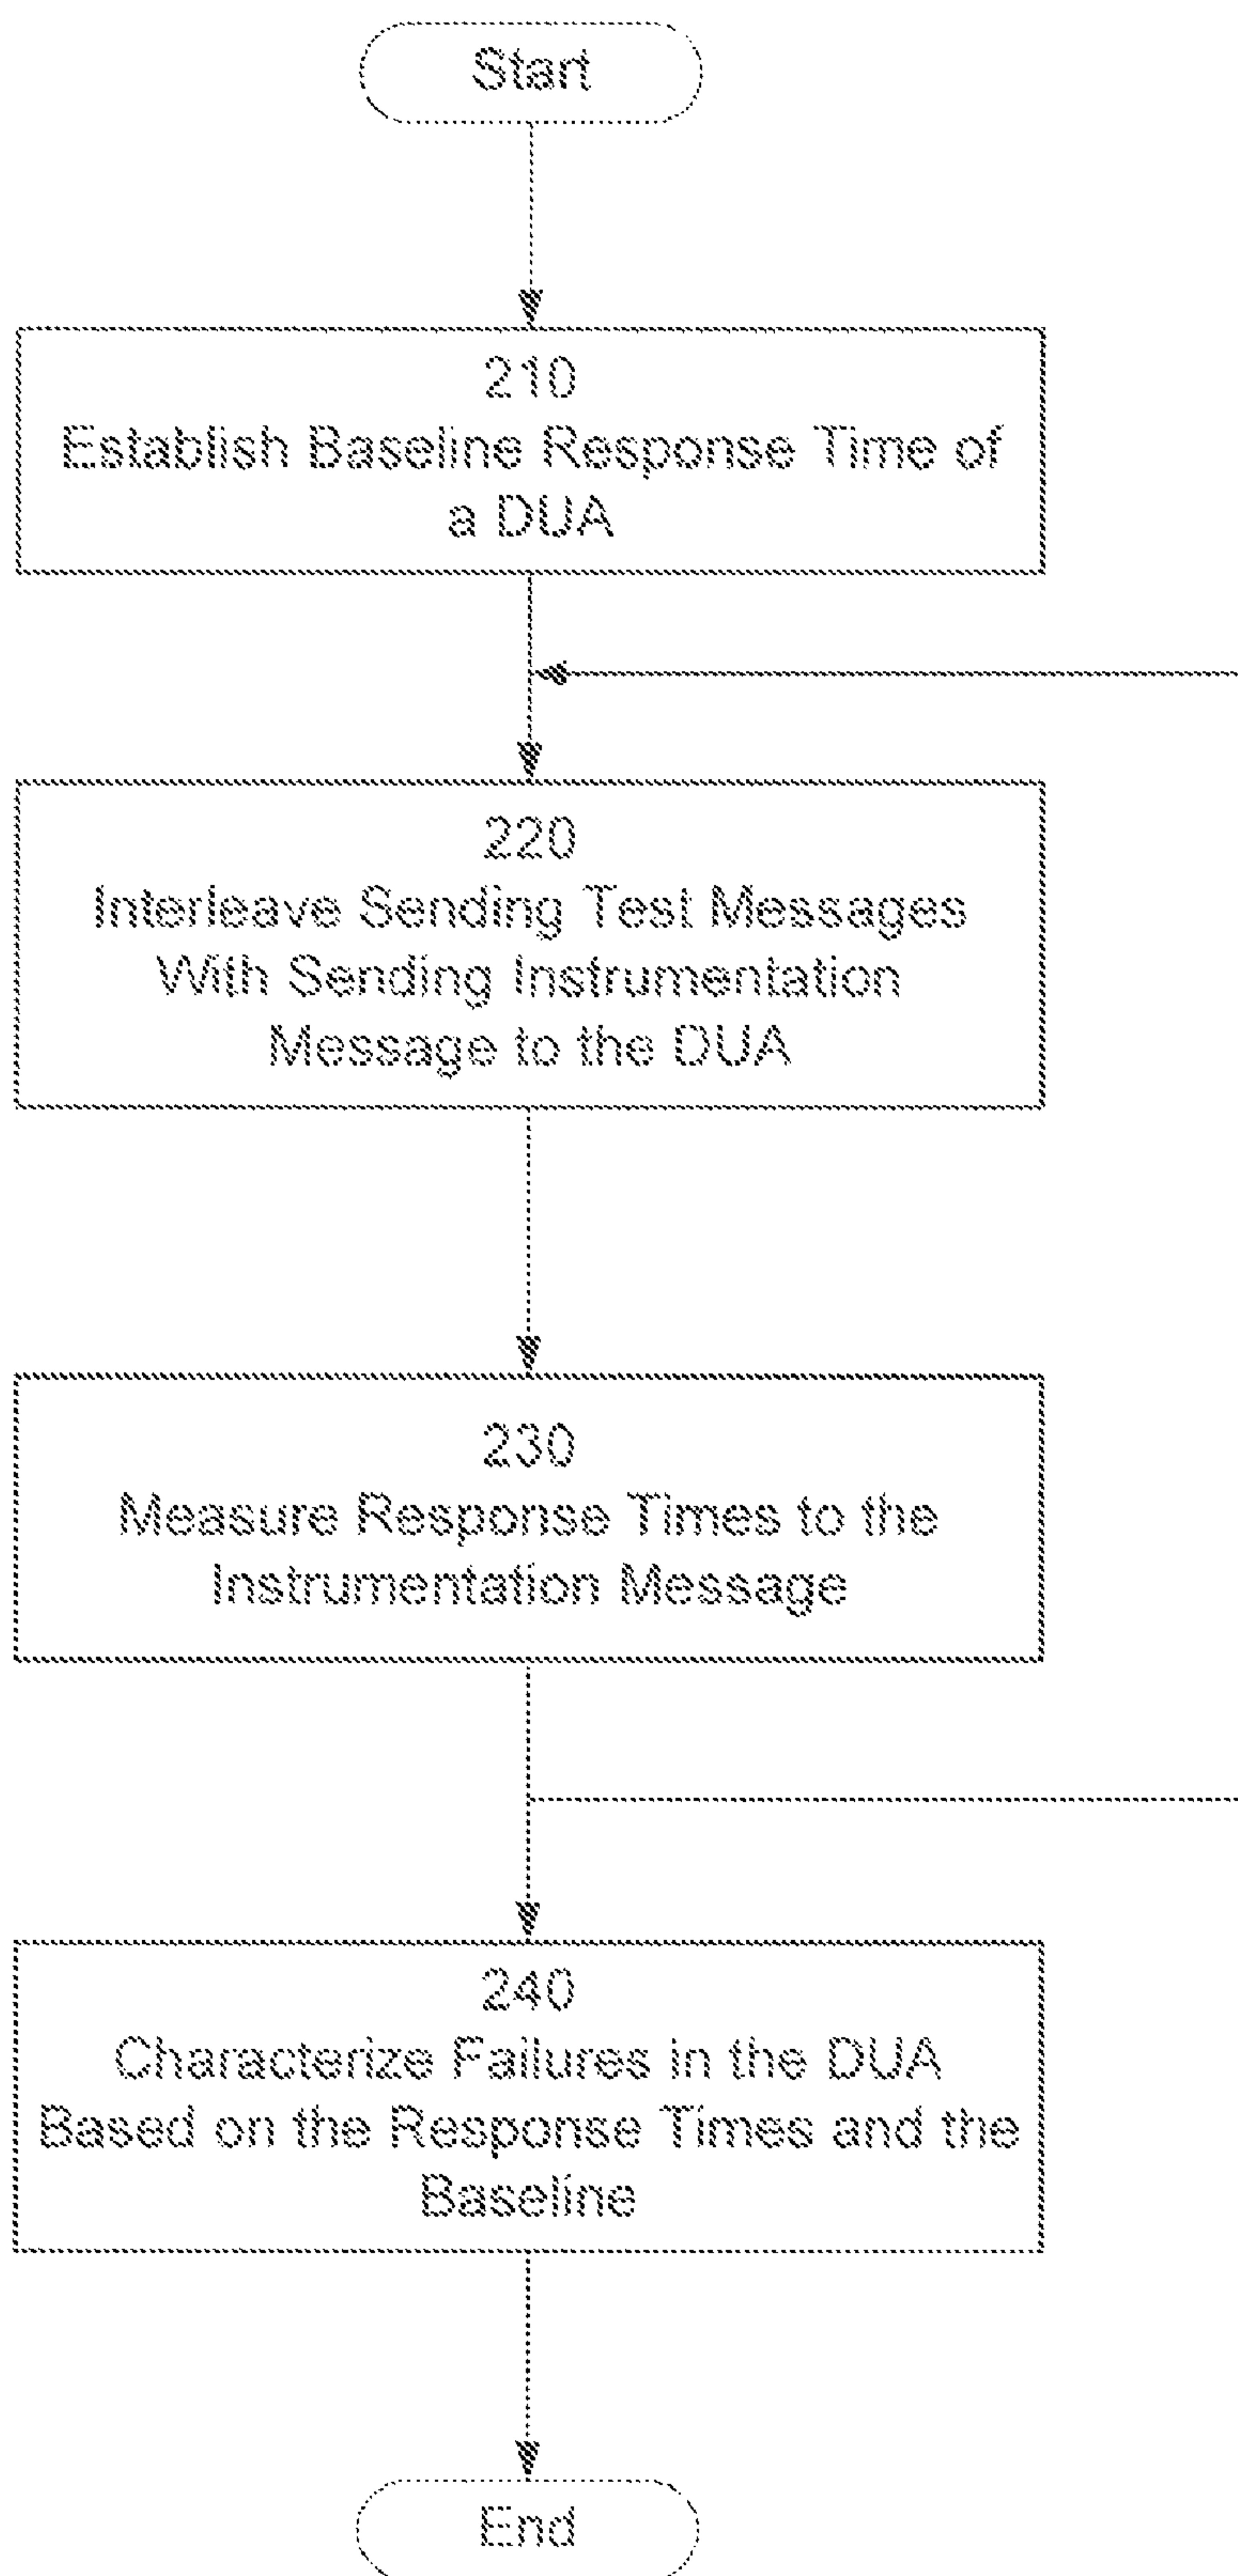 Start
210
Establish Baseline Response Time of
a DUA
220
Interleave Sending Test Messages
With Sending Instrumentation
Message to the DUA
230
Measure Response Times to the
Instrumentation Message
240
Characterize Failures in the DUA
Based on the Response Times and the
Baseline
End